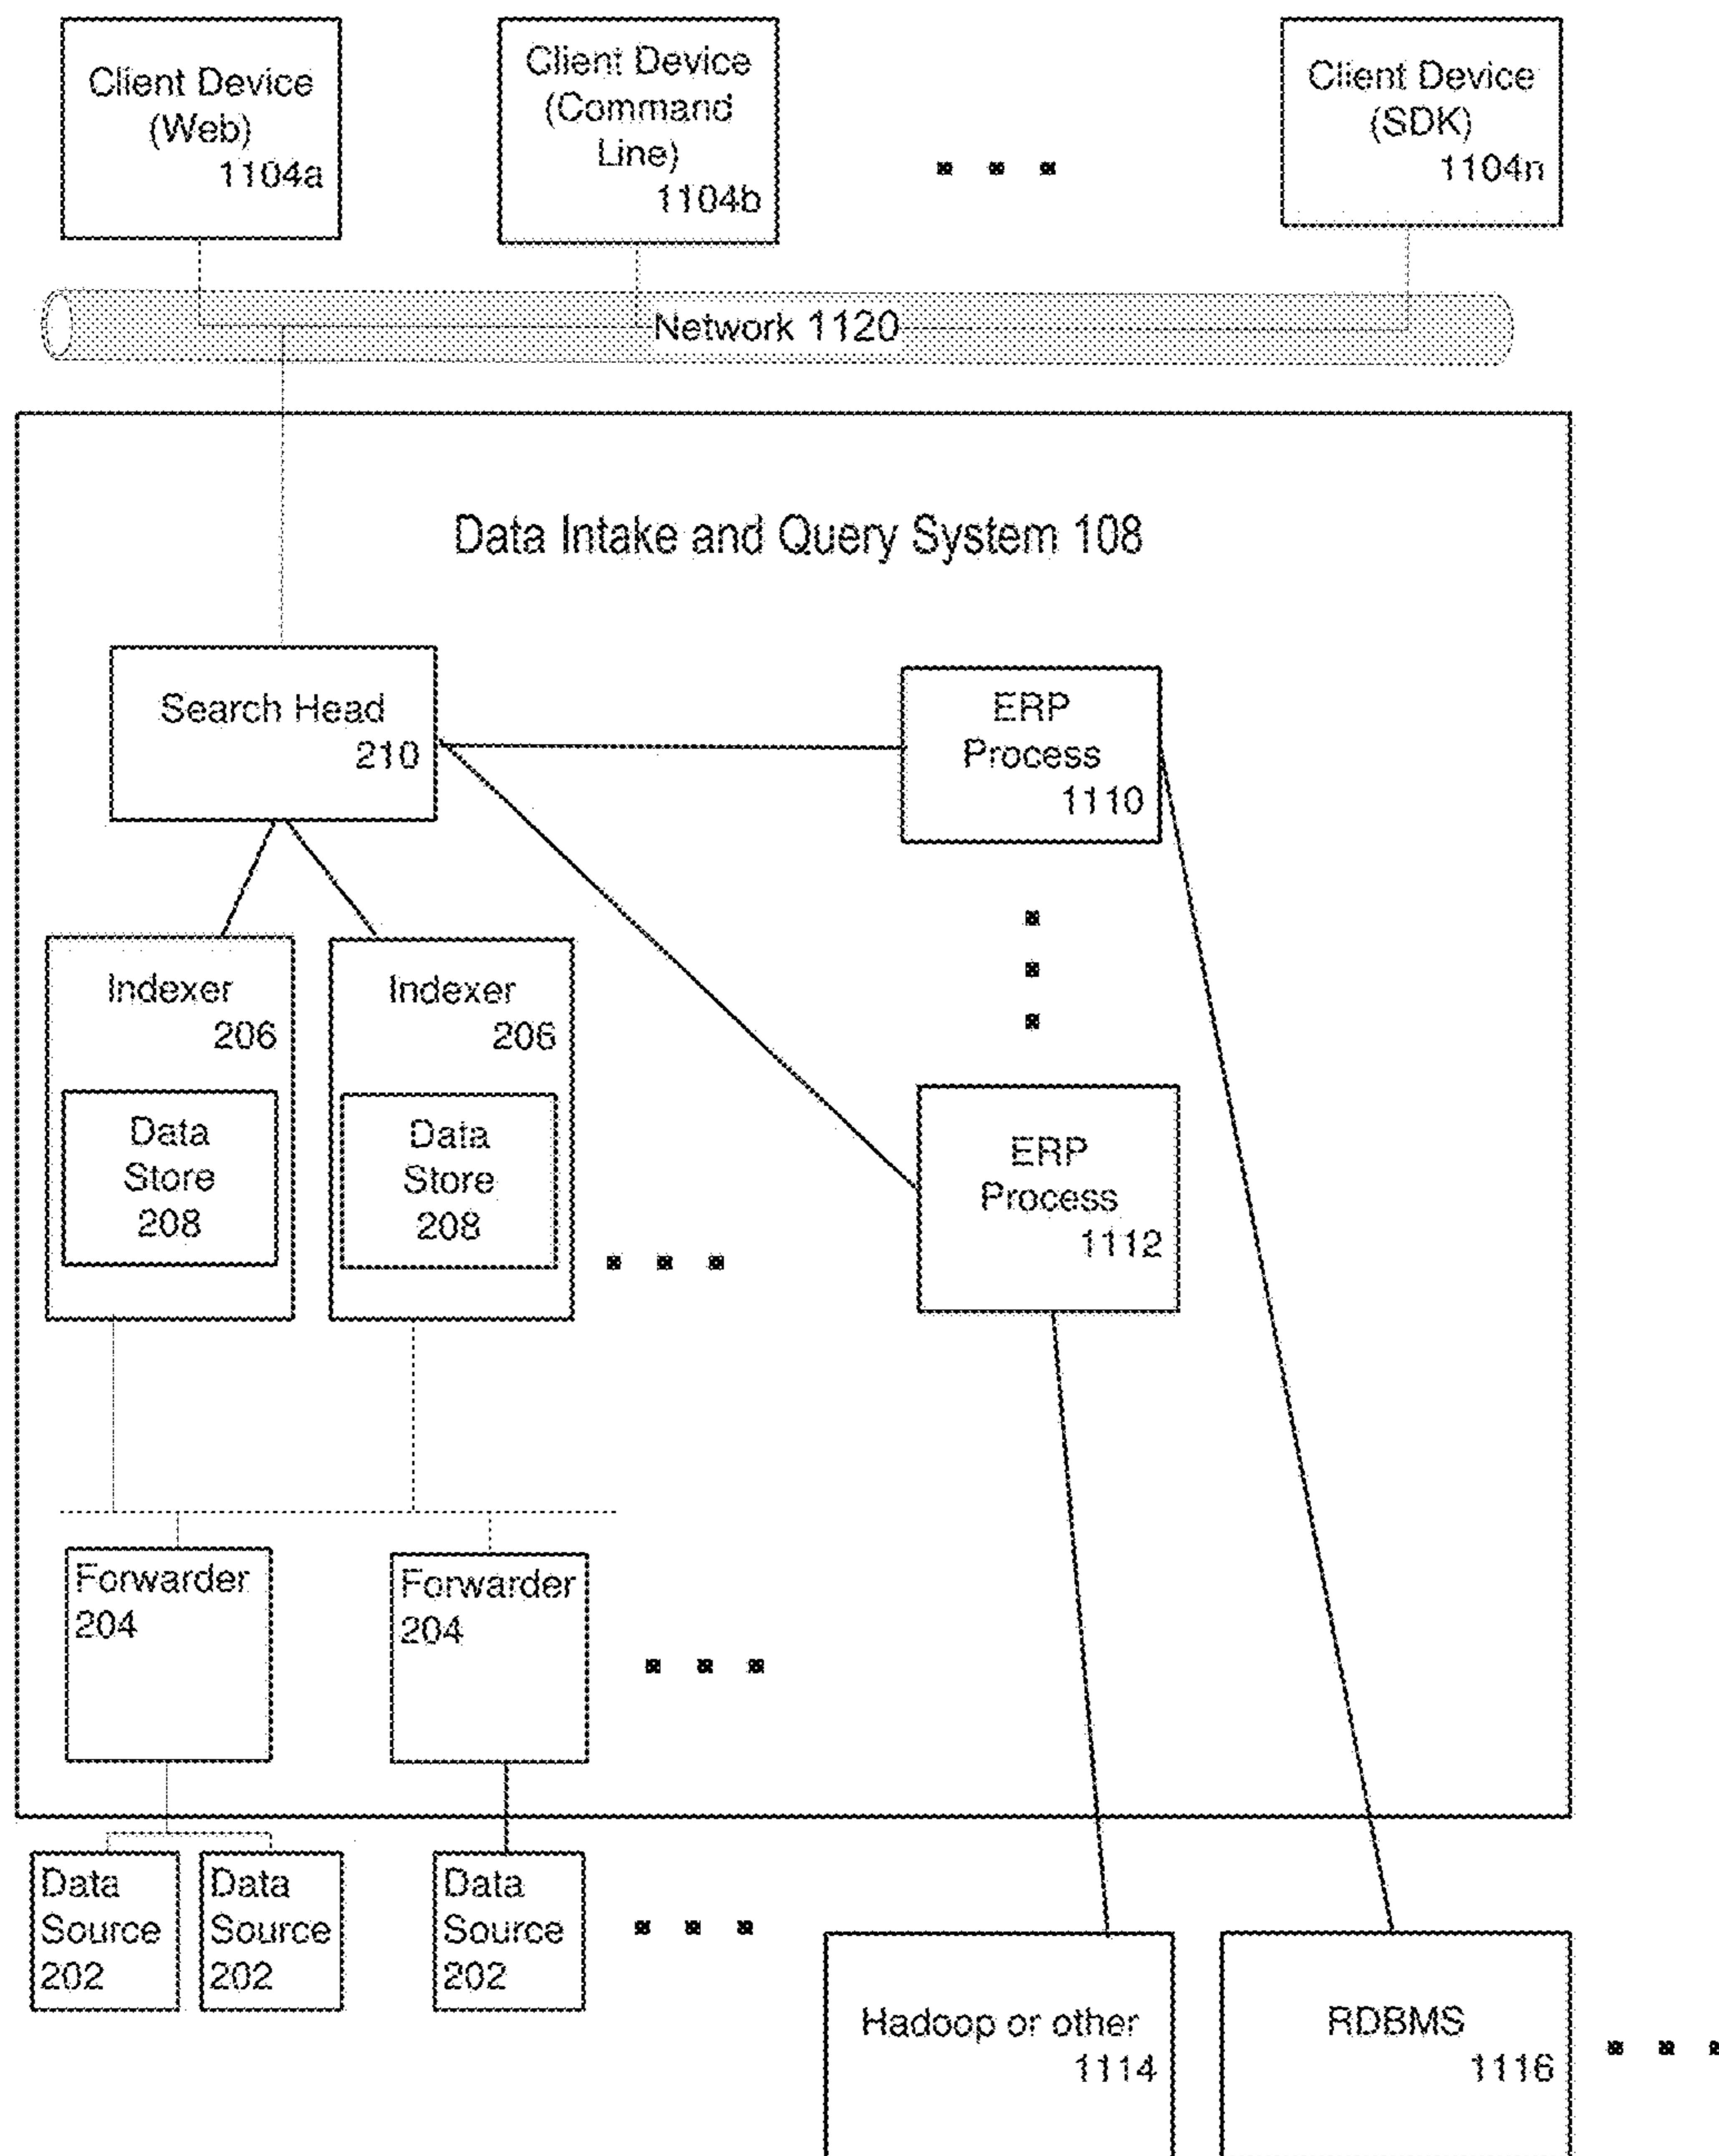 Client Device
(Web)
1104a
Client Device
(Command
Line)
1104b
Client Device
(SDK)
1104n
Network 1120
Data Intake and Query System 108
Search Head
210
ERP
Process
1110
Indexer
206
Data
Store
208
Indexer
206
Data
Store
208
ERP
Process
1112
Forwarder
204
Forwarder
204
Data
Source
202
Data
Source
202
Data
Source
202
Hadoop or other
1114
RDBMS
1116